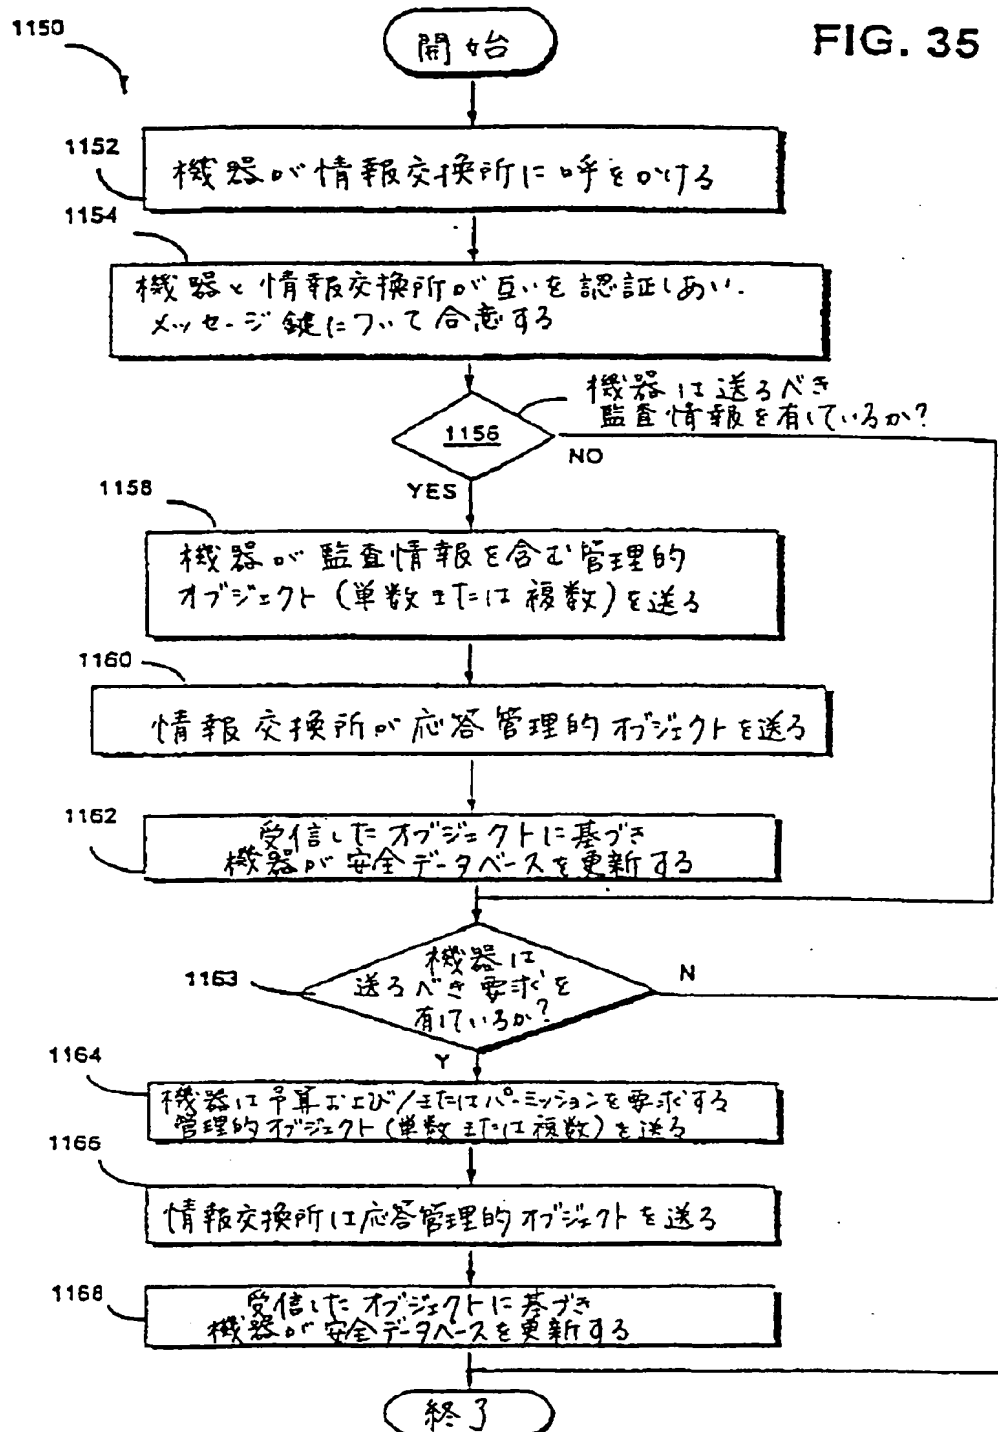 1150
開始
FIG. 35
1152
機器が情報交換所に呼をかける
1154
機器と情報交換所が互いを認証しあい、
メッセージ鍵について合意する
機器は送るべき
監査情報を有しているか?
1156
NO
YES
1158
機器が監査情報を含む管理的
オブジェクト(単数または複数)を送る
1160
情報交換所が応答管理的オブジェクトを送る
1162
受信したオブジェクトに基づき
機器が安全データベースを更新する
1163
機器は
送るべき要求を
有しているか?
N
Y
1164
機器は予算および/またはパーミッションを要求する
管理的オブジェクト(単数または複数)を送る
1166
情報交換所は応答管理的オブジェクトを送る
1168
受信したオブジェクトに基づき
機器が安全データベースを更新する
終了